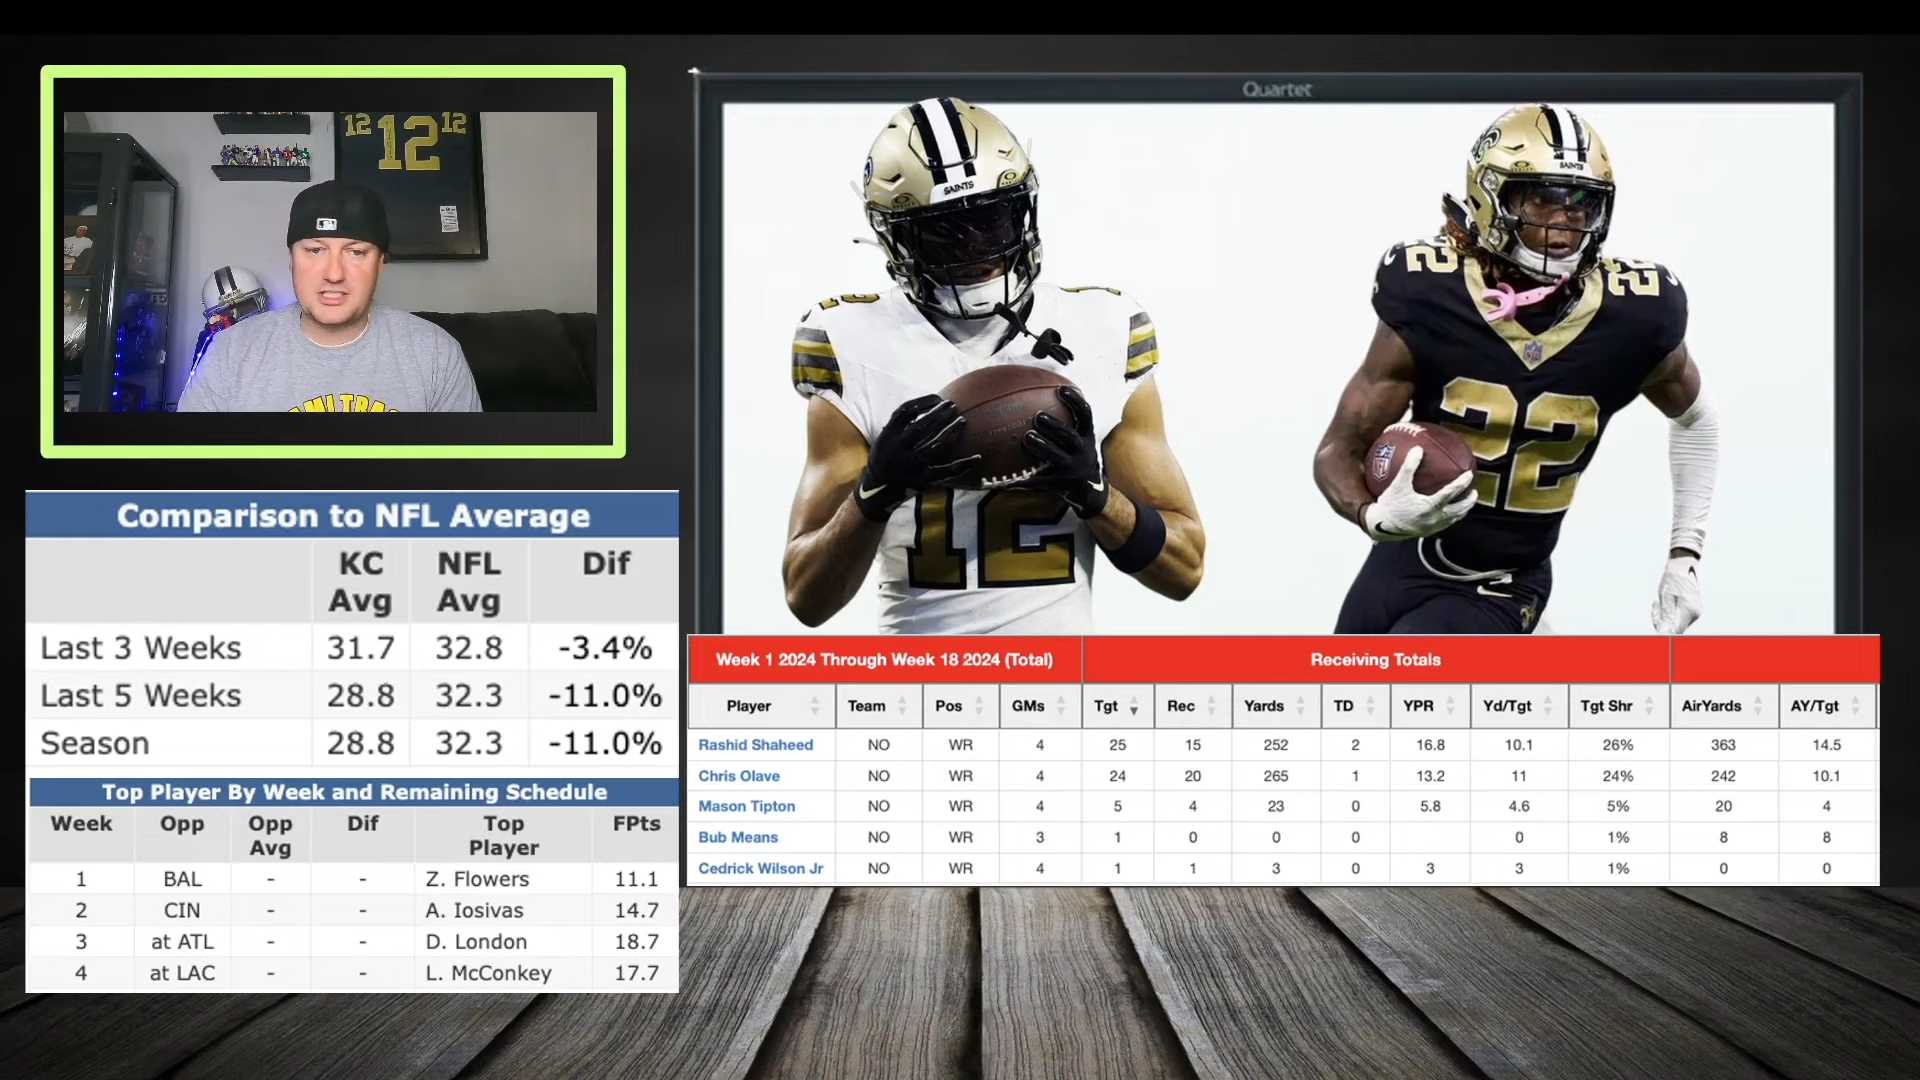 Quartet
12 12 12
SAINTS
SAINTS
12
22
22
22
Comparison to NFL Average
KC Avg NFL Avg Dif
Last 3 Weeks 31.7 32.8 -3.4%
Last 5 Weeks 28.8 32.3 -11.0%
Season 28.8 32.3 -11.0%
Top Player By Week and Remaining Schedule
Week Opp Opp Avg Dif Top Player FPts
1 BAL - - Z. Flowers 11.1
2 CIN - - A. Iosivas 14.7
3 at ATL - - D. London 18.7
4 at LAC - - L. McConkey 17.7
Week 1 2024 Through Week 18 2024 (Total) Receiving Totals
Player Team Pos GMs Tgt Rec Yards TD YPR Yd/Tgt Tgt Shr AirYards AY/Tgt
Rashid Shaheed NO WR 4 25 15 252 2 16.8 10.1 26% 363 14.5
Chris Olave NO WR 4 24 20 265 1 13.2 11 24% 242 10.1
Mason Tipton NO WR 4 5 4 23 0 5.8 4.6 5% 20 4
Bub Means NO WR 3 1 0 0 0 0 1% 8 8
Cedrick Wilson Jr NO WR 4 1 1 3 0 3 3 1% 0 0